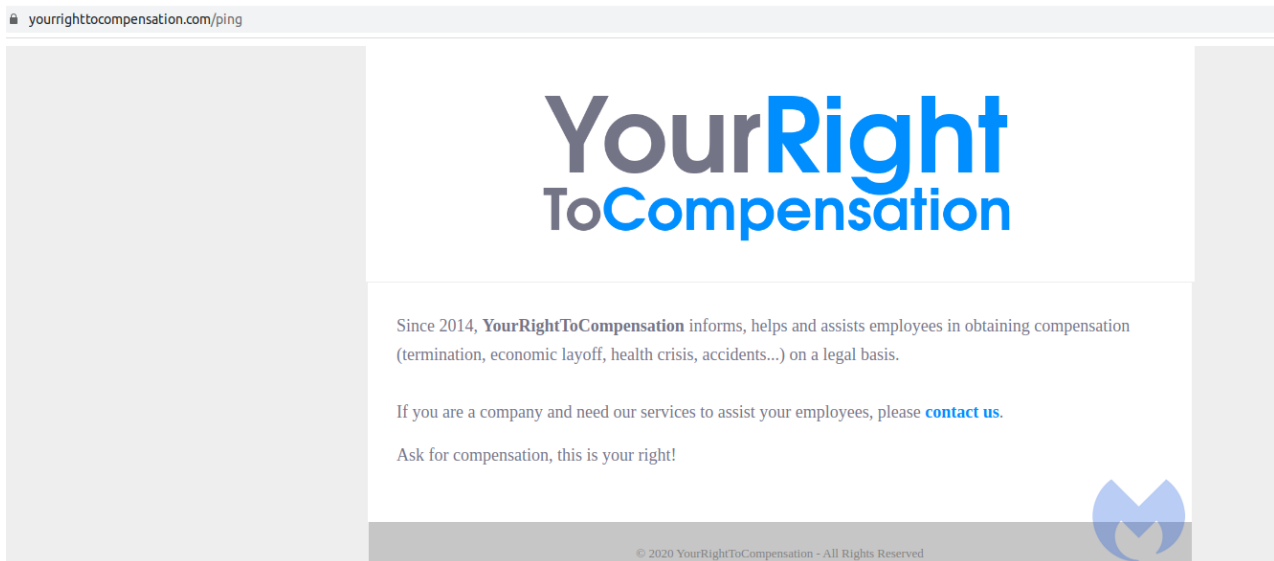 yourrighttocompensation.com/ping
YourRight
ToCompensation
Since 2014, YourRightToCompensation informs, helps and assists employees in obtaining compensation
(termination, economic layoff, health crisis, accidents...) on a legal basis.
If you are a company and need our services to assist your employees, please contact us.
Ask for compensation, this is your right!
© 2020 YourRightToCompensation - All Rights Reserved